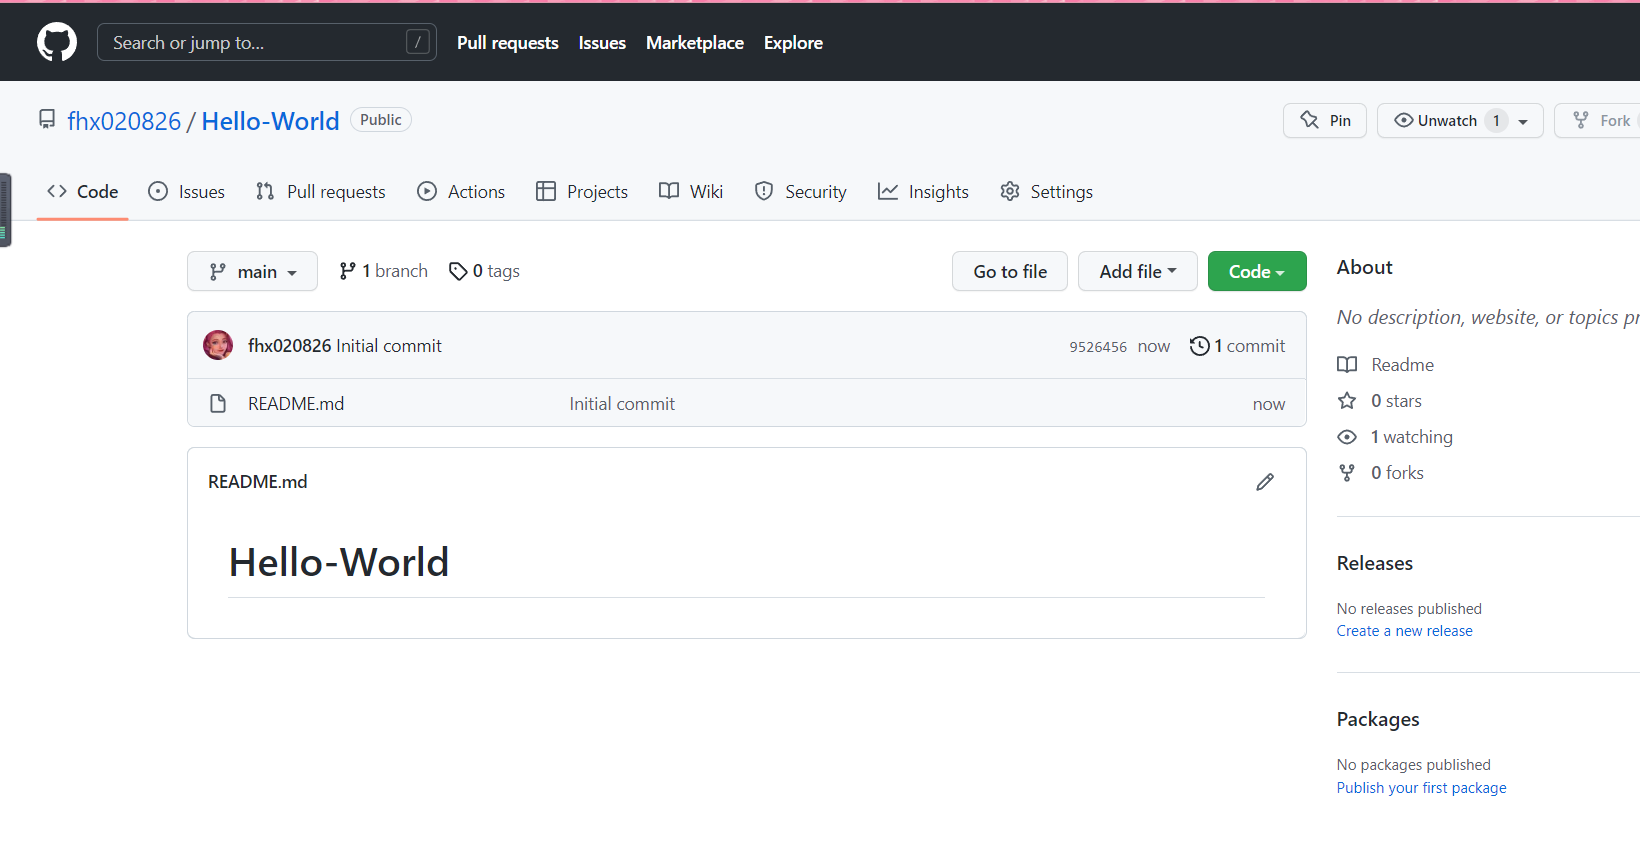 Search or jump to... /
Pull requests Issues Marketplace Explore
fhx020826 / Hello-World Public
Pin Unwatch 1 Fork
Code Issues Pull requests Actions Projects Wiki Security Insights Settings
main 1 branch 0 tags Go to file Add file Code
fhx020826 Initial commit 9526456 now 1 commit
README.md Initial commit now
README.md
Hello-World
About
No description, website, or topics
Readme
0 stars
1 watching
0 forks
Releases
No releases published
Create a new release
Packages
No packages published
Publish your first package